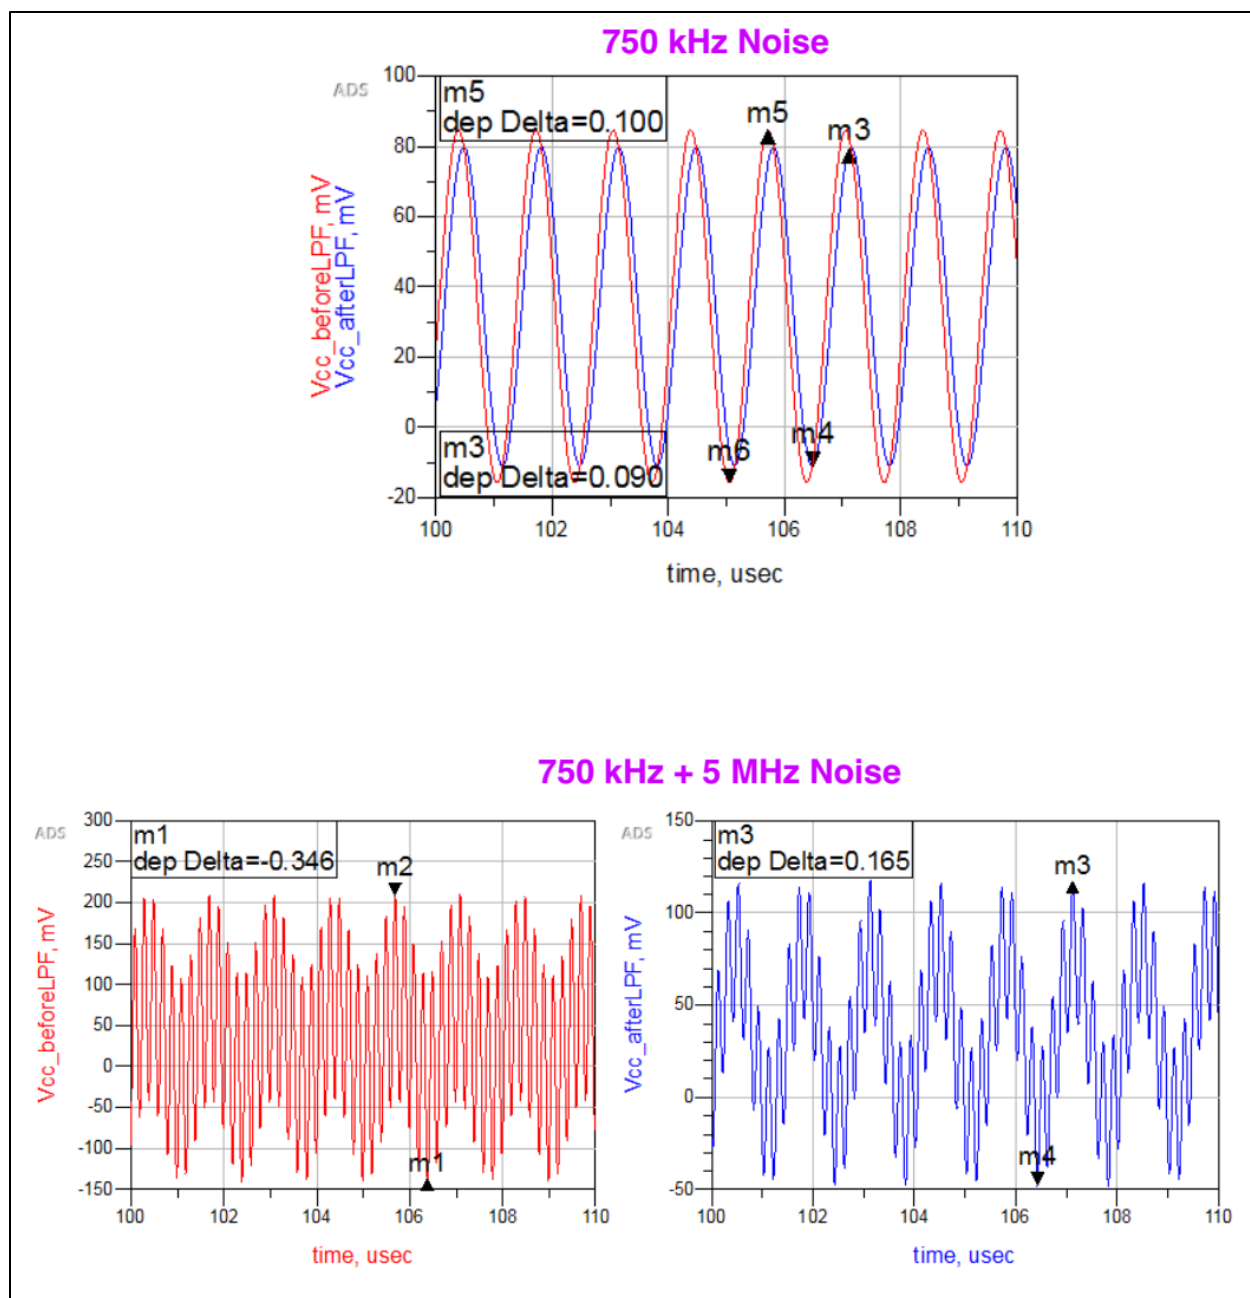 750 kHz Noise
ADS
m5
dep Delta=0.100
m5
m3
m6
m4
m3
dep Delta=0.090
Vcc_beforeLPF, mV
Vcc_afterLPF, mV
100
80
60
40
20
0
-20
100
102
104
106
108
110
time, usec
750 kHz + 5 MHz Noise
ADS
m1
dep Delta=-0.346
m2
m1
Vcc_beforeLPF, mV
300
250
200
150
100
50
0
-50
-100
-150
100
102
104
106
108
110
time, usec
ADS
m3
dep Delta=0.165
m3
m4
Vcc_afterLPF, mV
150
100
50
0
-50
100
102
104
106
108
110
time, usec